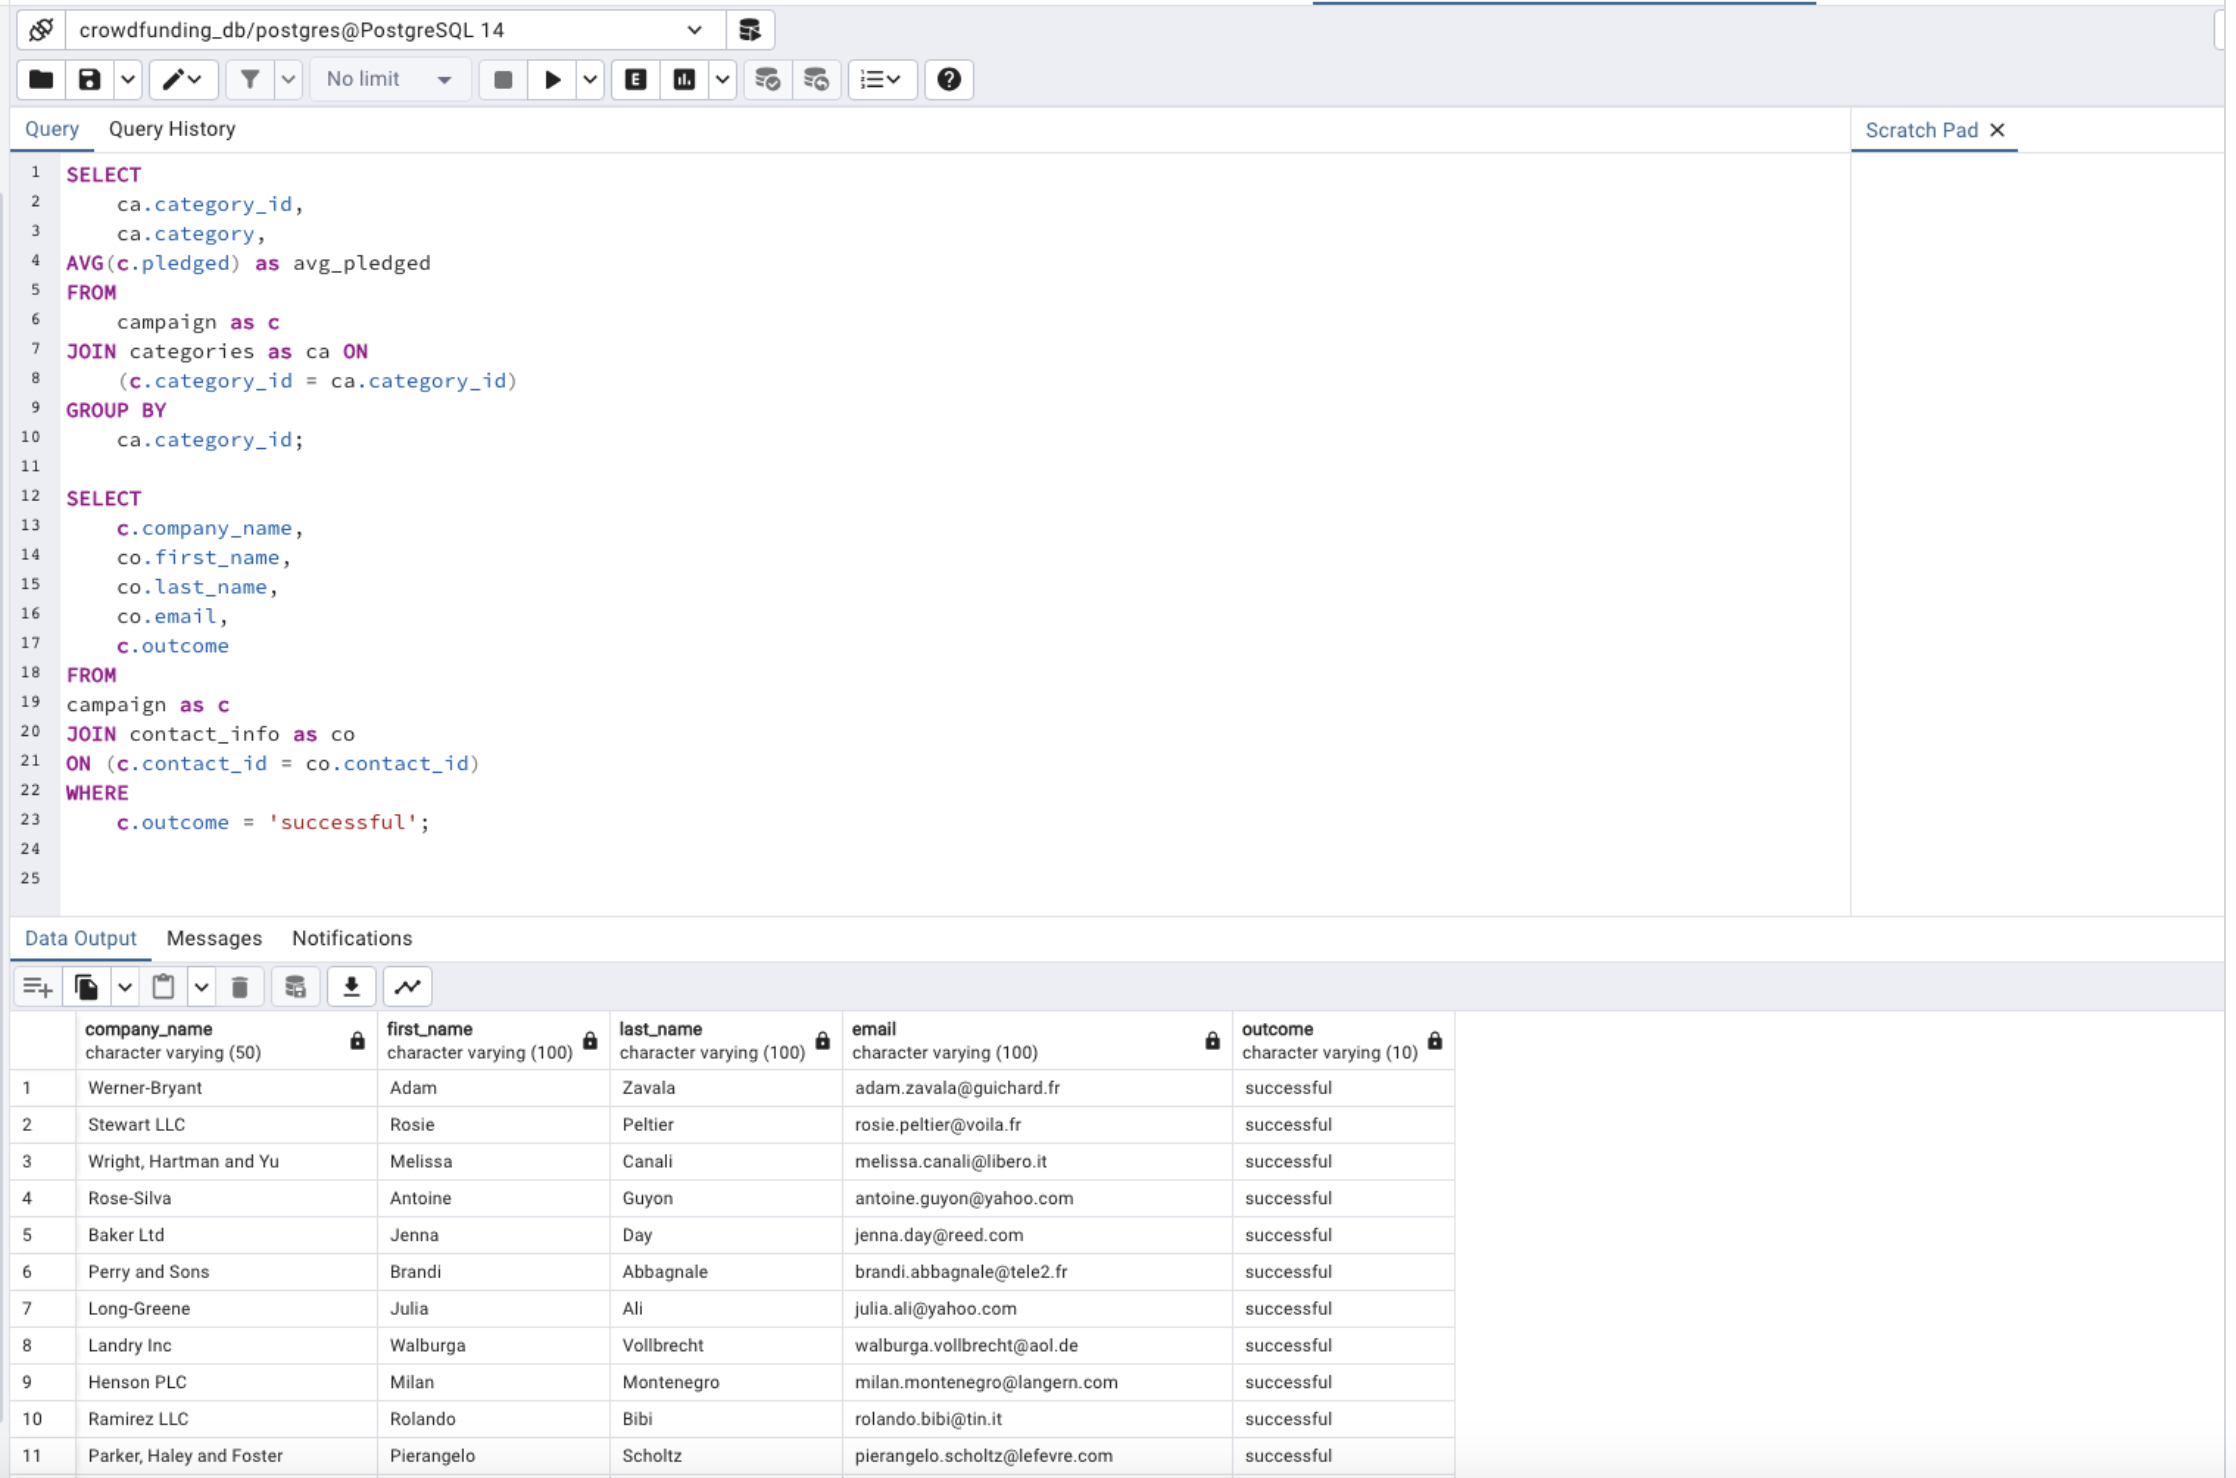 crowdfunding_db/postgres@PostgreSQL 14
No limit
E
Query Query History Scratch Pad
1 SELECT
2 ca.category_id,
3 ca.category,
4 AVG(c.pledged) as avg_pledged
5 FROM
6 campaign as c
7 JOIN categories as ca ON
8 (c.category_id = ca.category_id)
9 GROUP BY
10 ca.category_id;
11
12 SELECT
13 c.company_name,
14 co.first_name,
15 co.last_name,
16 co.email,
17 c.outcome
18 FROM
19 campaign as c
20 JOIN contact_info as co
21 ON (c.contact_id = co.contact_id)
22 WHERE
23 c.outcome = 'successful';
24
25
Data Output Messages Notifications
company_name first_name last_name email outcome
character varying (50) character varying (100) character varying (100) character varying (100) character varying (10)
1 Werner-Bryant Adam Zavala adam.zavala@guichard.fr successful
2 Stewart LLC Rosie Peltier rosie.peltier@voila.fr successful
3 Wright, Hartman and Yu Melissa Canali melissa.canali@libero.it successful
4 Rose-Silva Antoine Guyon antoine.guyon@yahoo.com successful
5 Baker Ltd Jenna Day jenna.day@reed.com successful
6 Perry and Sons Brandi Abbagnale brandi.abbagnale@tele2.fr successful
7 Long-Greene Julia Ali julia.ali@yahoo.com successful
8 Landry Inc Walburga Vollbrecht walburga.vollbrecht@aol.de successful
9 Henson PLC Milan Montenegro milan.montenegro@langern.com successful
10 Ramirez LLC Rolando Bibi rolando.bibi@tin.it successful
11 Parker, Haley and Foster Pierangelo Scholtz pierangelo.scholtz@lefevre.com successful